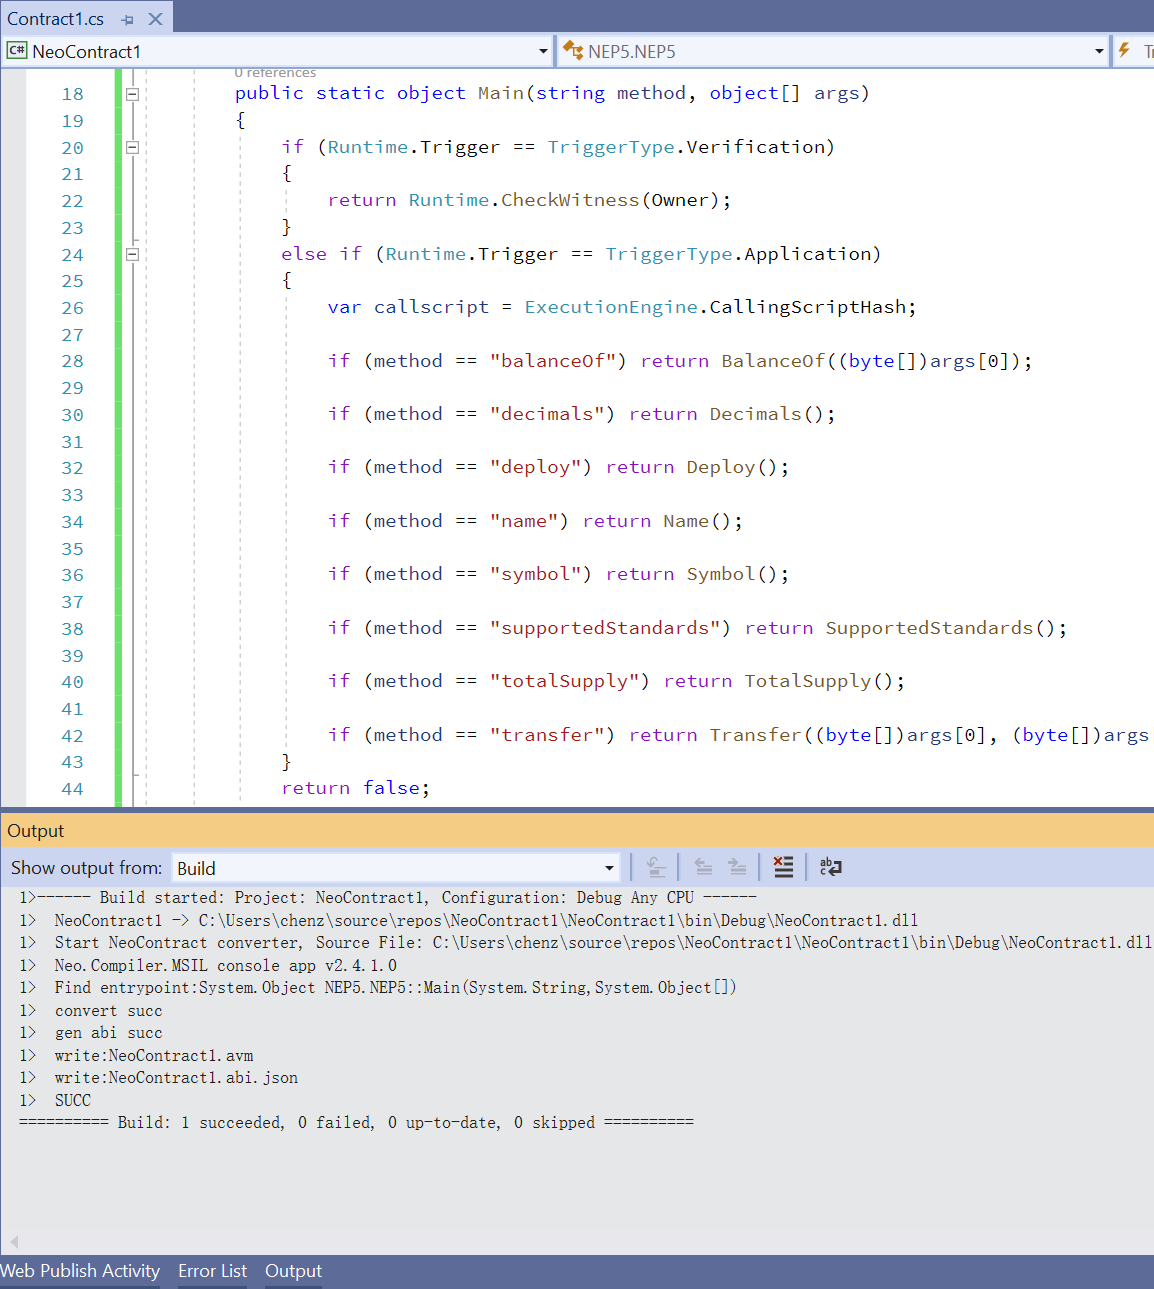 Contract1.cs
C# NeoContract1 NEP5.NEP5
0 references
18 public static object Main(string method, object[] args)
19 {
20 if (Runtime.Trigger == TriggerType.Verification)
21 {
22 return Runtime.CheckWitness(Owner);
23 }
24 else if (Runtime.Trigger == TriggerType.Application)
25 {
26 var callscript = ExecutionEngine.CallingScriptHash;
27
28 if (method == "balanceOf") return BalanceOf((byte[])args[0]);
29
30 if (method == "decimals") return Decimals();
31
32 if (method == "deploy") return Deploy();
33
34 if (method == "name") return Name();
35
36 if (method == "symbol") return Symbol();
37
38 if (method == "supportedStandards") return SupportedStandards();
39
40 if (method == "totalSupply") return TotalSupply();
41
42 if (method == "transfer") return Transfer((byte[])args[0], (byte[])args
43 }
44 return false;
Output
Show output from: Build
1>------ Build started: Project: NeoContract1, Configuration: Debug Any CPU ------
1> NeoContract1 -> C:\Users\chenz\source\repos\NeoContract1\NeoContract1\bin\Debug\NeoContract1.dll
1> Start NeoContract converter, Source File: C:\Users\chenz\source\repos\NeoContract1\NeoContract1\bin\Debug\NeoContract1.dll
1> Neo.Compiler.MSIL console app v2.4.1.0
1> Find entrypoint:System.Object NEP5.NEP5::Main(System.String,System.Object[])
1> convert succ
1> gen abi succ
1> write:NeoContract1.avm
1> write:NeoContract1.abi.json
1> SUCC
========== Build: 1 succeeded, 0 failed, 0 up-to-date, 0 skipped ==========
Web Publish Activity Error List Output